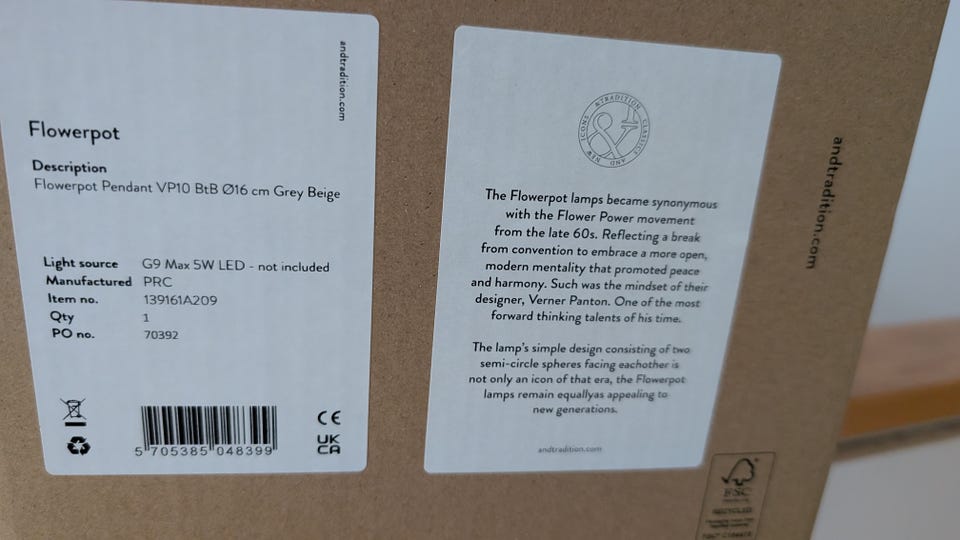 andtradition.com
Flowerpot
Description
Flowerpot Pendant VP10 BtB Ø16 cm Grey Beige
Light source G9 Max 5W LED - not included
Manufactured PRC
Item no. 139161A209
Qty 1
PO no. 70392
5 705385 048399
CE
UK
CA
&TRADITION CLASSICS AND NEW ICONS
&
The Flowerpot lamps became synonymous
with the Flower Power movement
from the late 60s. Reflecting a break
from convention to embrace a more open,
modern mentality that promoted peace
and harmony. Such was the mindset of their
designer, Verner Panton. One of the most
forward thinking talents of his time.
The lamp's simple design consisting of two
semi-circle spheres facing eachother is
not only an icon of that era, the Flowerpot
lamps remain equallyas appealing to
new generations.
andtradition.com
andtradition.com
FSC
RECYCLED